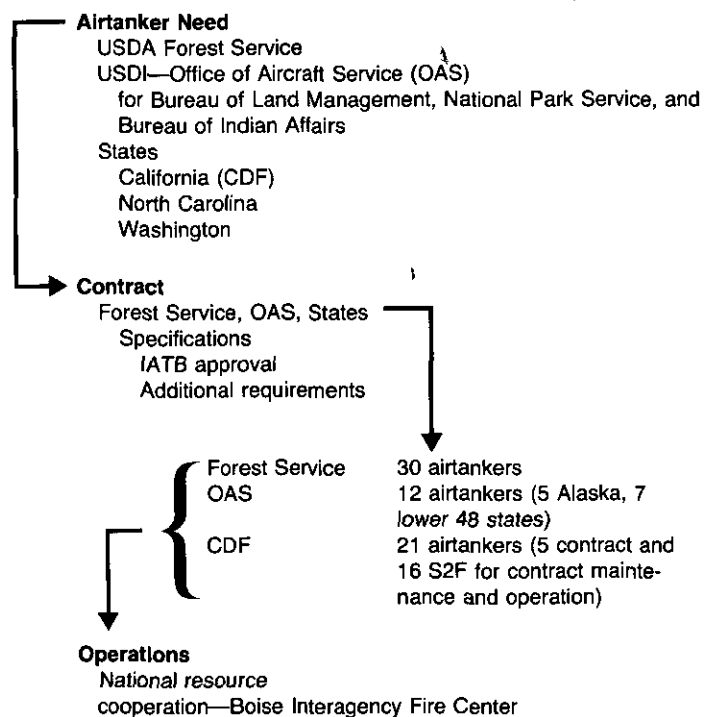 Airtanker Need
USDA Forest Service
USDI—Office of Aircraft Service (OAS)
for Bureau of Land Management, National Park Service, and
Bureau of Indian Affairs
States
California (CDF)
North Carolina
Washington
Contract
Forest Service, OAS, States
Specifications
IATB approval
Additional requirements
Forest Service 30 airtankers
OAS 12 airtankers (5 Alaska, 7
lower 48 states)
CDF 21 airtankers (5 contract and
16 S2F for contract mainte-
nance and operation)
Operations
National resource
cooperation—Boise Interagency Fire Center